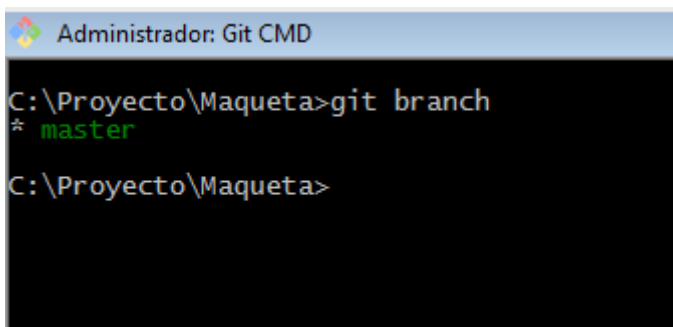 Administrador: Git CMD
C:\Proyecto\Maqueta>git branch
* master
C:\Proyecto\Maqueta>